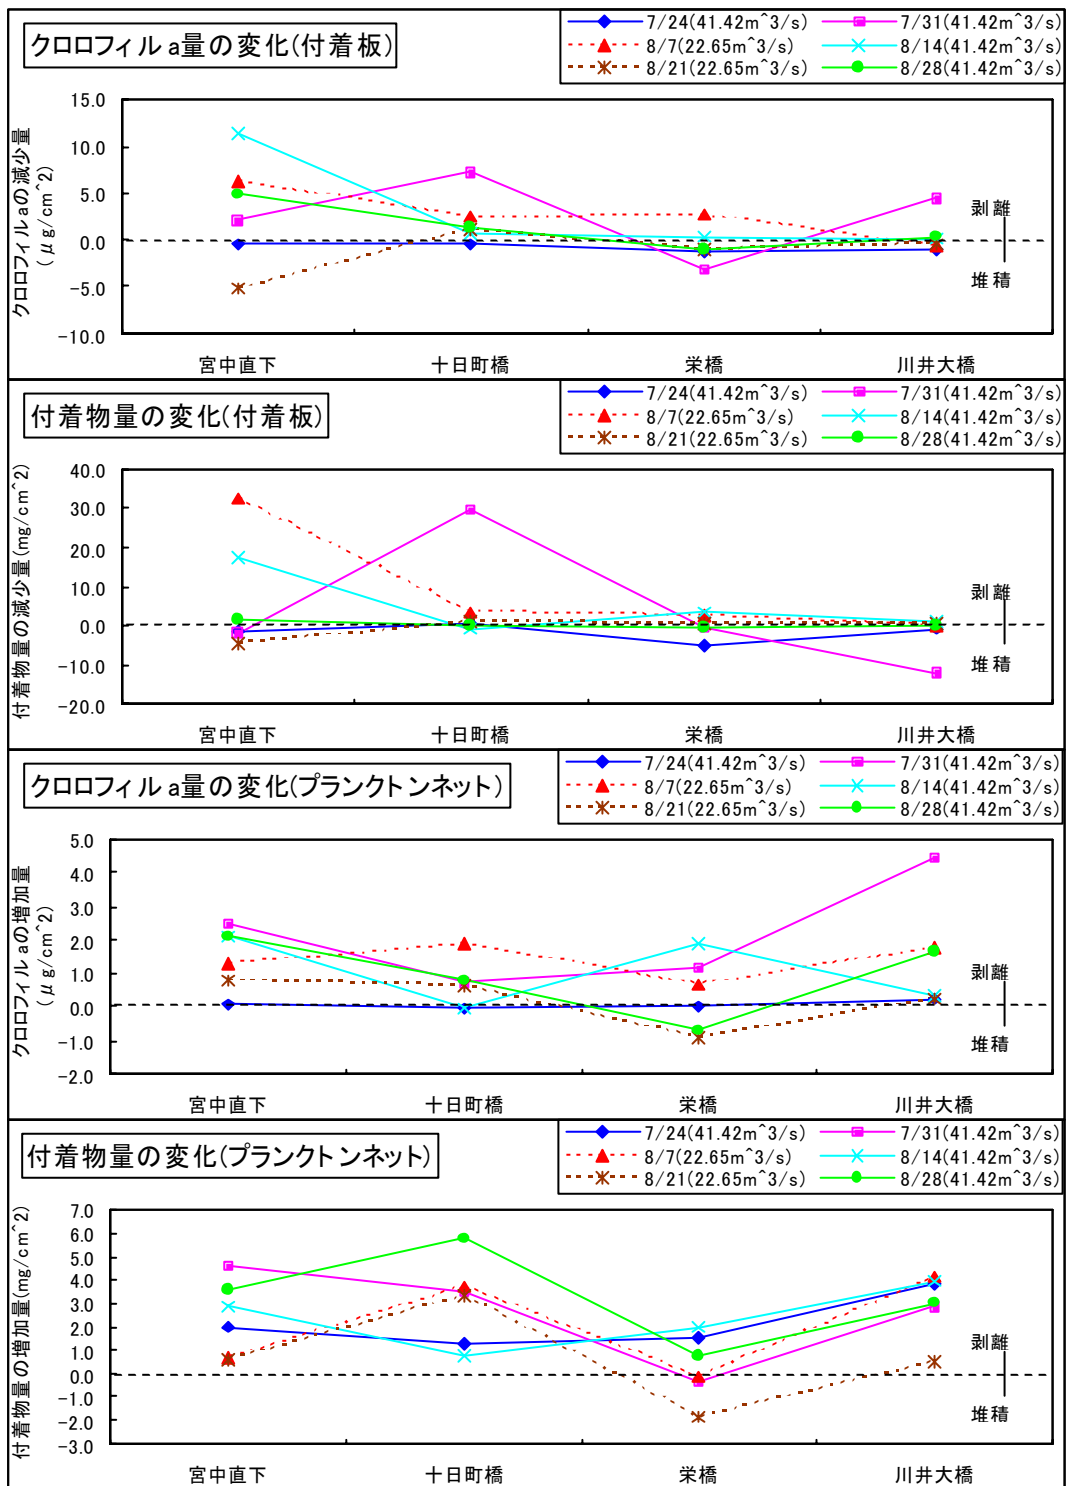 クロロフィルa量の変化(付着板)
7/24(41.42m^3/s) 7/31(41.42m^3/s)
8/7(22.65m^3/s) 8/14(41.42m^3/s)
8/21(22.65m^3/s) 8/28(41.42m^3/s)
クロロフィルaの減少量
(μg/cm^2)
15.0
10.0
5.0
0.0
-5.0
-10.0
剥離
堆積
宮中直下 十日町橋 栄橋 川井大橋
付着物量の変化(付着板)
7/24(41.42m^3/s) 7/31(41.42m^3/s)
8/7(22.65m^3/s) 8/14(41.42m^3/s)
8/21(22.65m^3/s) 8/28(41.42m^3/s)
付着物量の減少量(mg/cm^2)
40.0
30.0
20.0
10.0
0.0
-10.0
-20.0
剥離
堆積
宮中直下 十日町橋 栄橋 川井大橋
クロロフィルa量の変化(プランクトンネット)
7/24(41.42m^3/s) 7/31(41.42m^3/s)
8/7(22.65m^3/s) 8/14(41.42m^3/s)
8/21(22.65m^3/s) 8/28(41.42m^3/s)
クロロフィルaの増加量
(μg/cm^2)
5.0
4.0
3.0
2.0
1.0
0.0
-1.0
-2.0
剥離
堆積
宮中直下 十日町橋 栄橋 川井大橋
付着物量の変化(プランクトンネット)
7/24(41.42m^3/s) 7/31(41.42m^3/s)
8/7(22.65m^3/s) 8/14(41.42m^3/s)
8/21(22.65m^3/s) 8/28(41.42m^3/s)
付着物量の増加量(mg/cm^2)
7.0
6.0
5.0
4.0
3.0
2.0
1.0
0.0
-1.0
-2.0
-3.0
剥離
堆積
宮中直下 十日町橋 栄橋 川井大橋